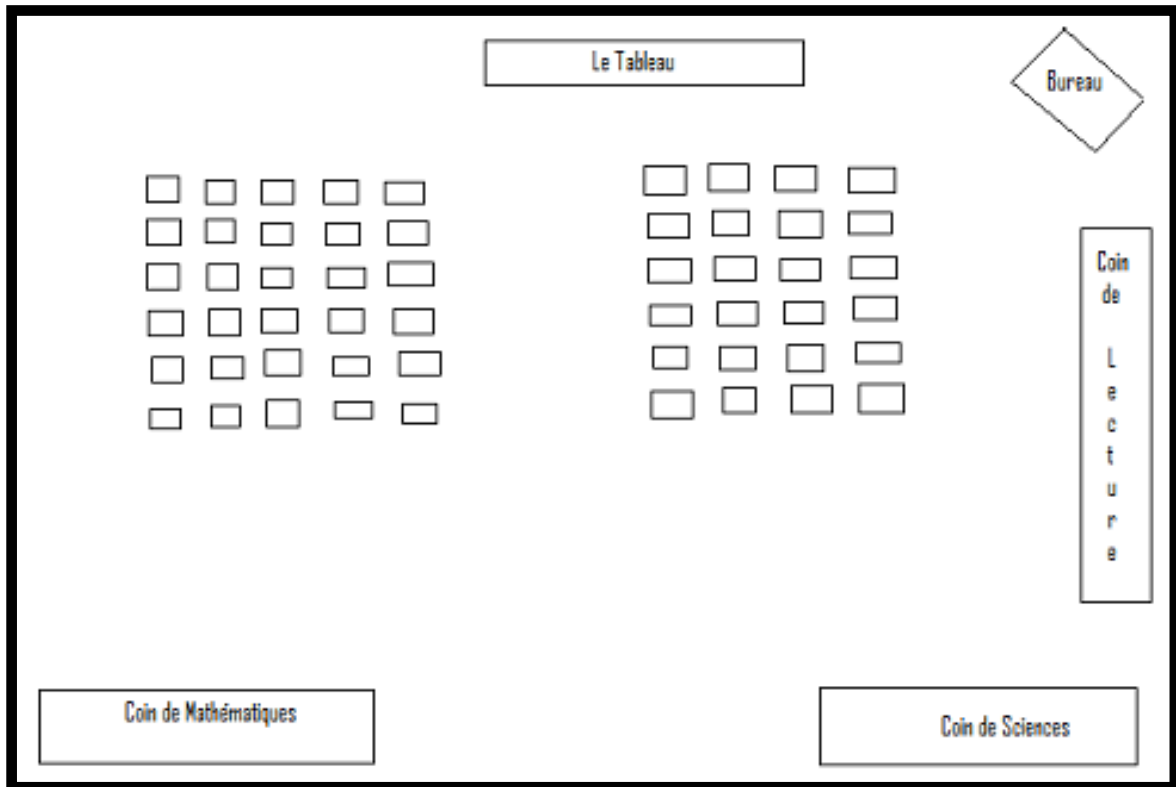 Le Tableau
Bureau
Coin
de
L
e
c
t
u
r
e
Coin de Mathématiques
Coin de Sciences